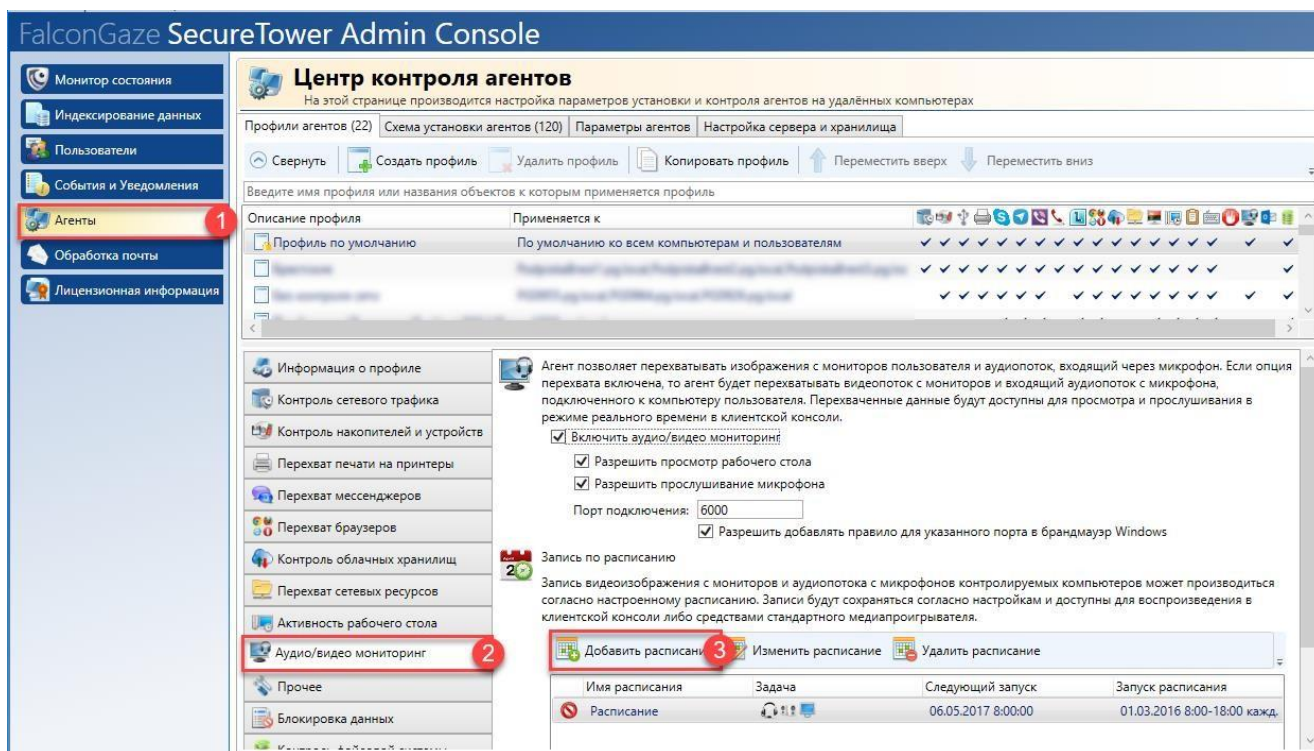 FalconGaze SecureTower Admin Console
Монитор состояния
Индексирование данных
Пользователи
События и Уведомления
Агенты
1
Обработка почты
Лицензионная информация
Центр контроля агентов
На этой странице производится настройка параметров установки и контроля агентов на удалённых компьютерах
Профили агентов (22) Схема установки агентов (120) Параметры агентов Настройка сервера и хранилища
Свернуть Создать профиль Удалить профиль Копировать профиль Переместить вверх Переместить вниз
Введите имя профиля или названия объектов к которым применяется профиль
Описание профиля Применяется к
Профиль по умолчанию По умолчанию ко всем компьютерам и пользователям
Информация о профиле
Контроль сетевого трафика
Контроль накопителей и устройств
Перехват печати на принтеры
Перехват мессенджеров
Перехват браузеров
Контроль облачных хранилищ
Перехват сетевых ресурсов
Активность рабочего стола
Аудио/видео мониторинг
2
Прочее
Блокировка данных
Агент позволяет перехватывать изображения с мониторов пользователя и аудиопоток, входящий через микрофон. Если опция
перехвата включена, то агент будет перехватывать видеопоток с мониторов и входящий аудиопоток с микрофона,
подключенного к компьютеру пользователя. Перехваченные данные будут доступны для просмотра и прослушивания в
режиме реального времени в клиентской консоли.
Включить аудио/видео мониторинг
Разрешить просмотр рабочего стола
Разрешить прослушивание микрофона
Порт подключения: 6000
Разрешить добавлять правило для указанного порта в брандмауэр Windows
Запись по расписанию
Запись видеоизображения с мониторов и аудиопотока с микрофонов контролируемых компьютеров может производиться
согласно настроенному расписанию. Записи будут сохраняться согласно настройкам и доступны для воспроизведения в
клиентской консоли либо средствами стандартного медиапроигрывателя.
Добавить расписани 3 Изменить расписание Удалить расписание
Имя расписания Задача Следующий запуск Запуск расписания
Расписание 06.05.2017 8:00:00 01.03.2016 8:00-18:00 кажд.